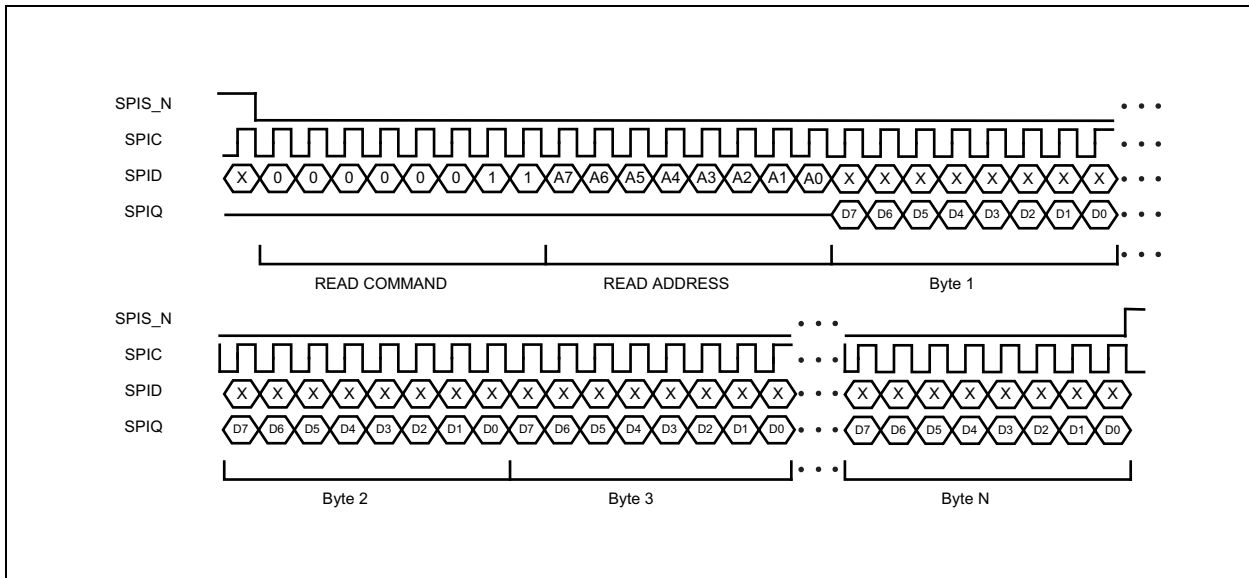 SPIS_N • • •
SPIC • • •
SPID X 0 0 0 0 0 0 1 1 A7 A6 A5 A4 A3 A2 A1 A0 X X X X X X X X • • •
SPIQ D7 D6 D5 D4 D3 D2 D1 D0 • • •
• • •
READ COMMAND READ ADDRESS Byte 1
SPIS_N • • •
SPIC • • •
SPID X X X X X X X X X X X X X X X X • • • X X X X X X X X
SPIQ D7 D6 D5 D4 D3 D2 D1 D0 D7 D6 D5 D4 D3 D2 D1 D0 • • • D7 D6 D5 D4 D3 D2 D1 D0
• • •
Byte 2 Byte 3 Byte N